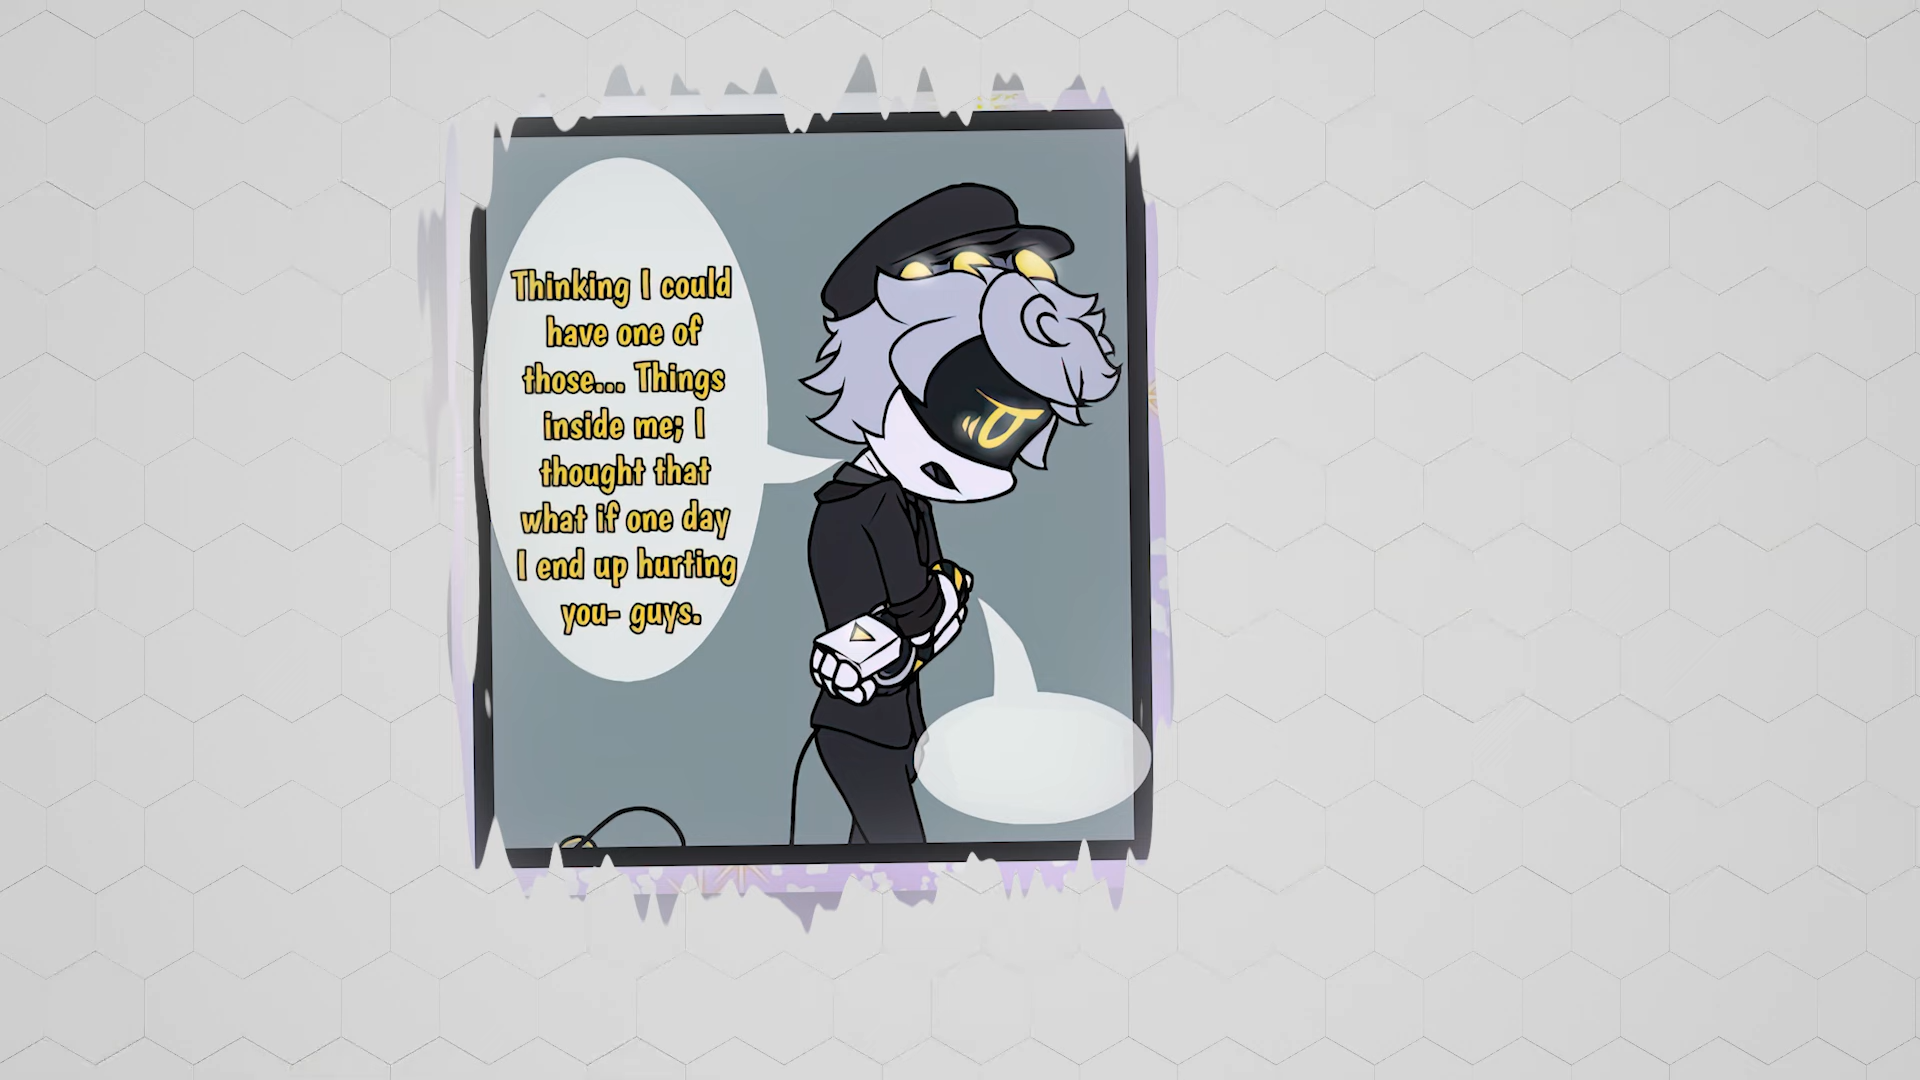 Thinking I could
have one of
those... Things
inside me; I
thought that
what if one day
I end up hurting
you- guys.